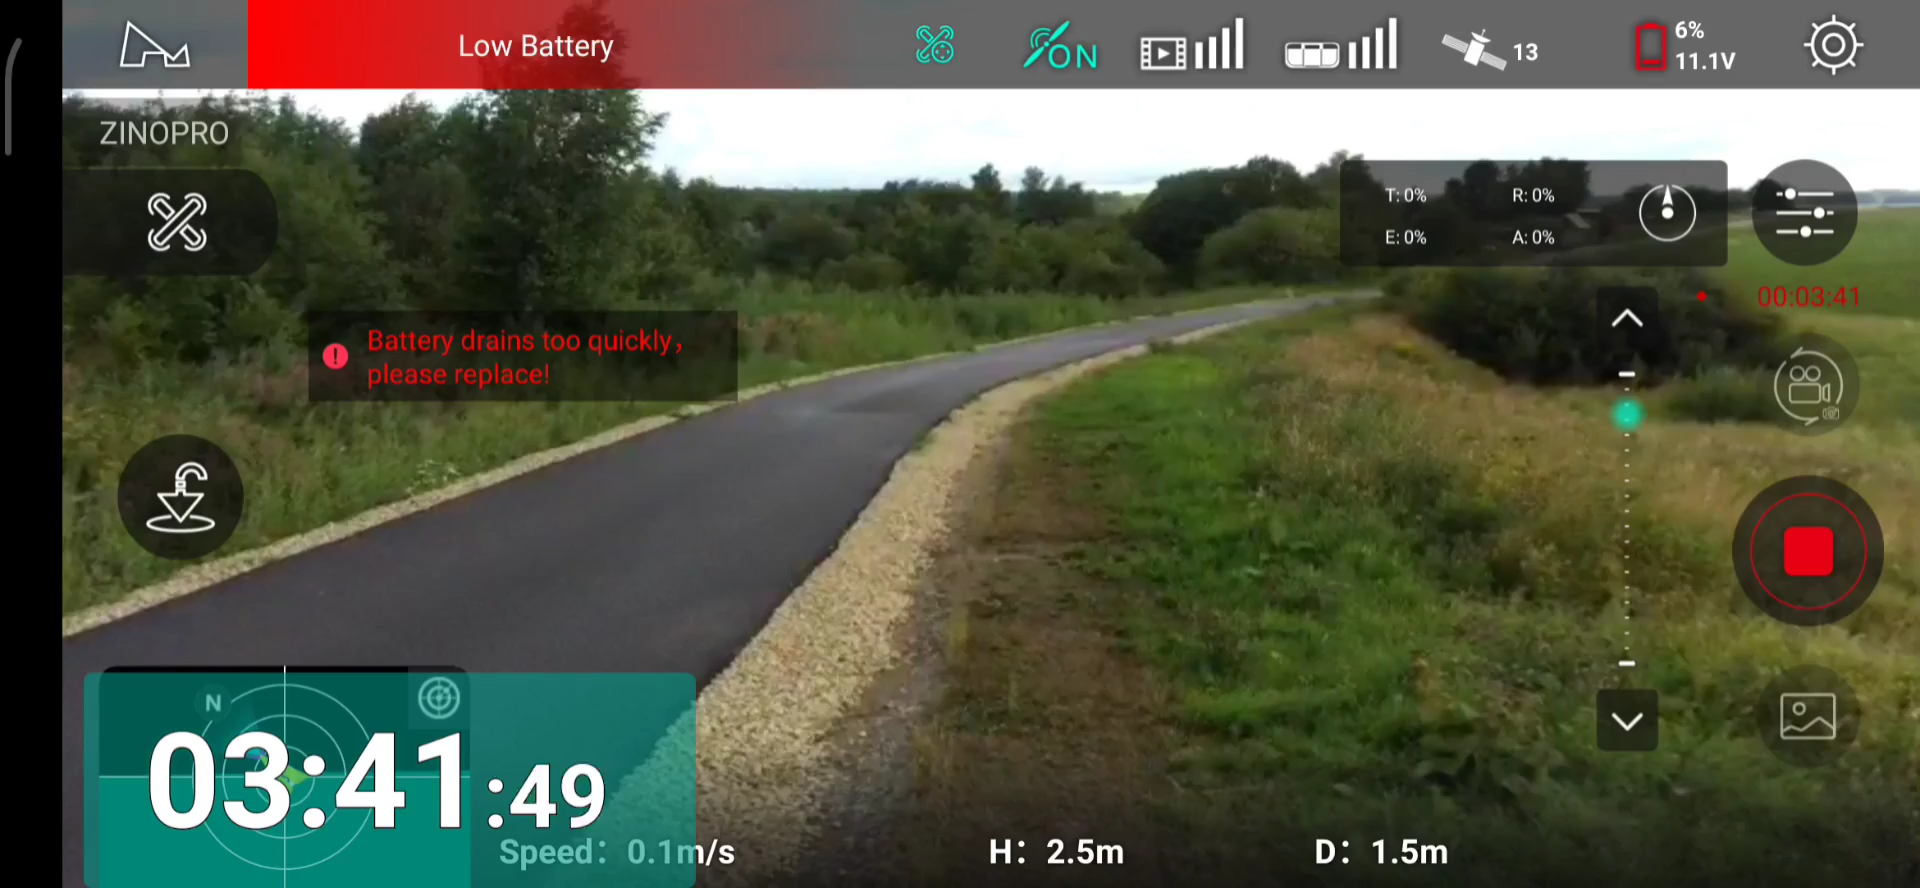 Low Battery
ON
13
6%
11.1V
ZINOPRO
T: 0%
R: 0%
E: 0%
A: 0%
00:03:41
Battery drains too quickly，
please replace!
N
03:41:49
Speed： 0.1m/s
H： 2.5m
D： 1.5m